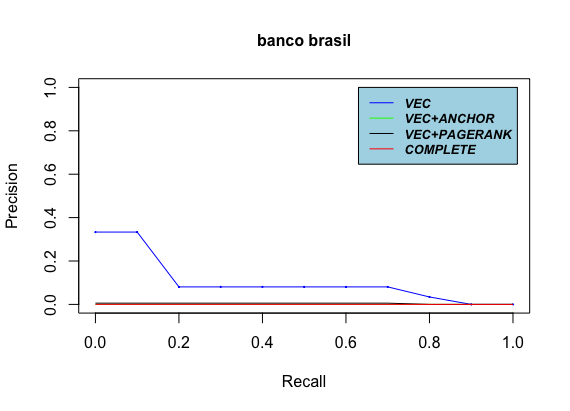 banco brasil
VEC
VEC+ANCHOR
VEC+PAGERANK
COMPLETE
Precision
1.0
0.8
0.6
0.4
0.2
0.0
0.0 0.2 0.4 0.6 0.8 1.0
Recall